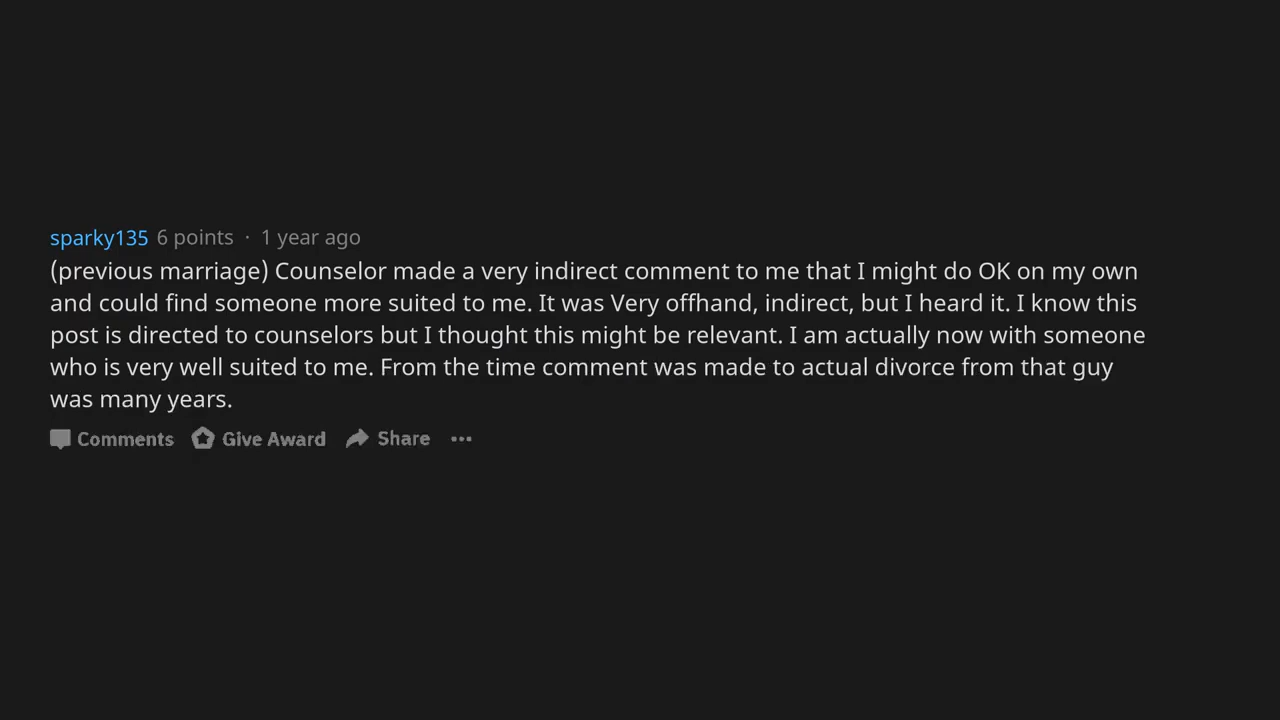 sparky135 6 points · 1 year ago
(previous marriage) Counselor made a very indirect comment to me that I might do OK on my own
and could find someone more suited to me. It was Very offhand, indirect, but I heard it. I know this
post is directed to counselors but I thought this might be relevant. I am actually now with someone
who is very well suited to me. From the time comment was made to actual divorce from that guy
was many years.
Comments Give Award Share ···